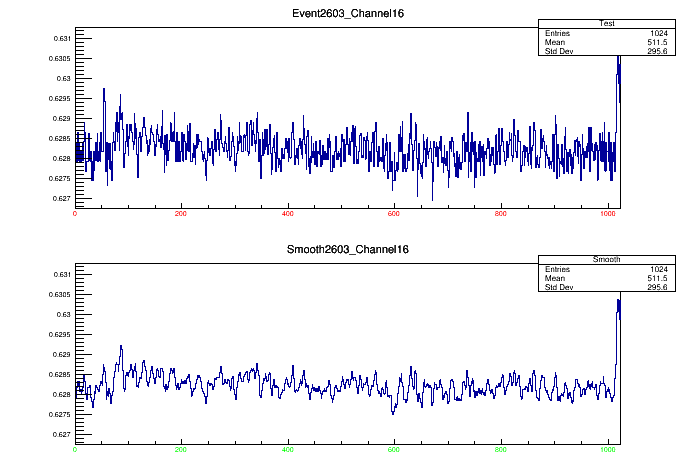 Event2603_Channel16
Test
Entries 1024
Mean 511.5
Std Dev 295.6
0.631
0.6305
0.63
0.6295
0.629
0.6285
0.628
0.6275
0.627
0 200 400 600 800 1000
Smooth2603_Channel16
Smooth
Entries 1024
Mean 511.5
Std Dev 295.6
0.631
0.6305
0.63
0.6295
0.629
0.6285
0.628
0.6275
0.627
0 200 400 600 800 1000